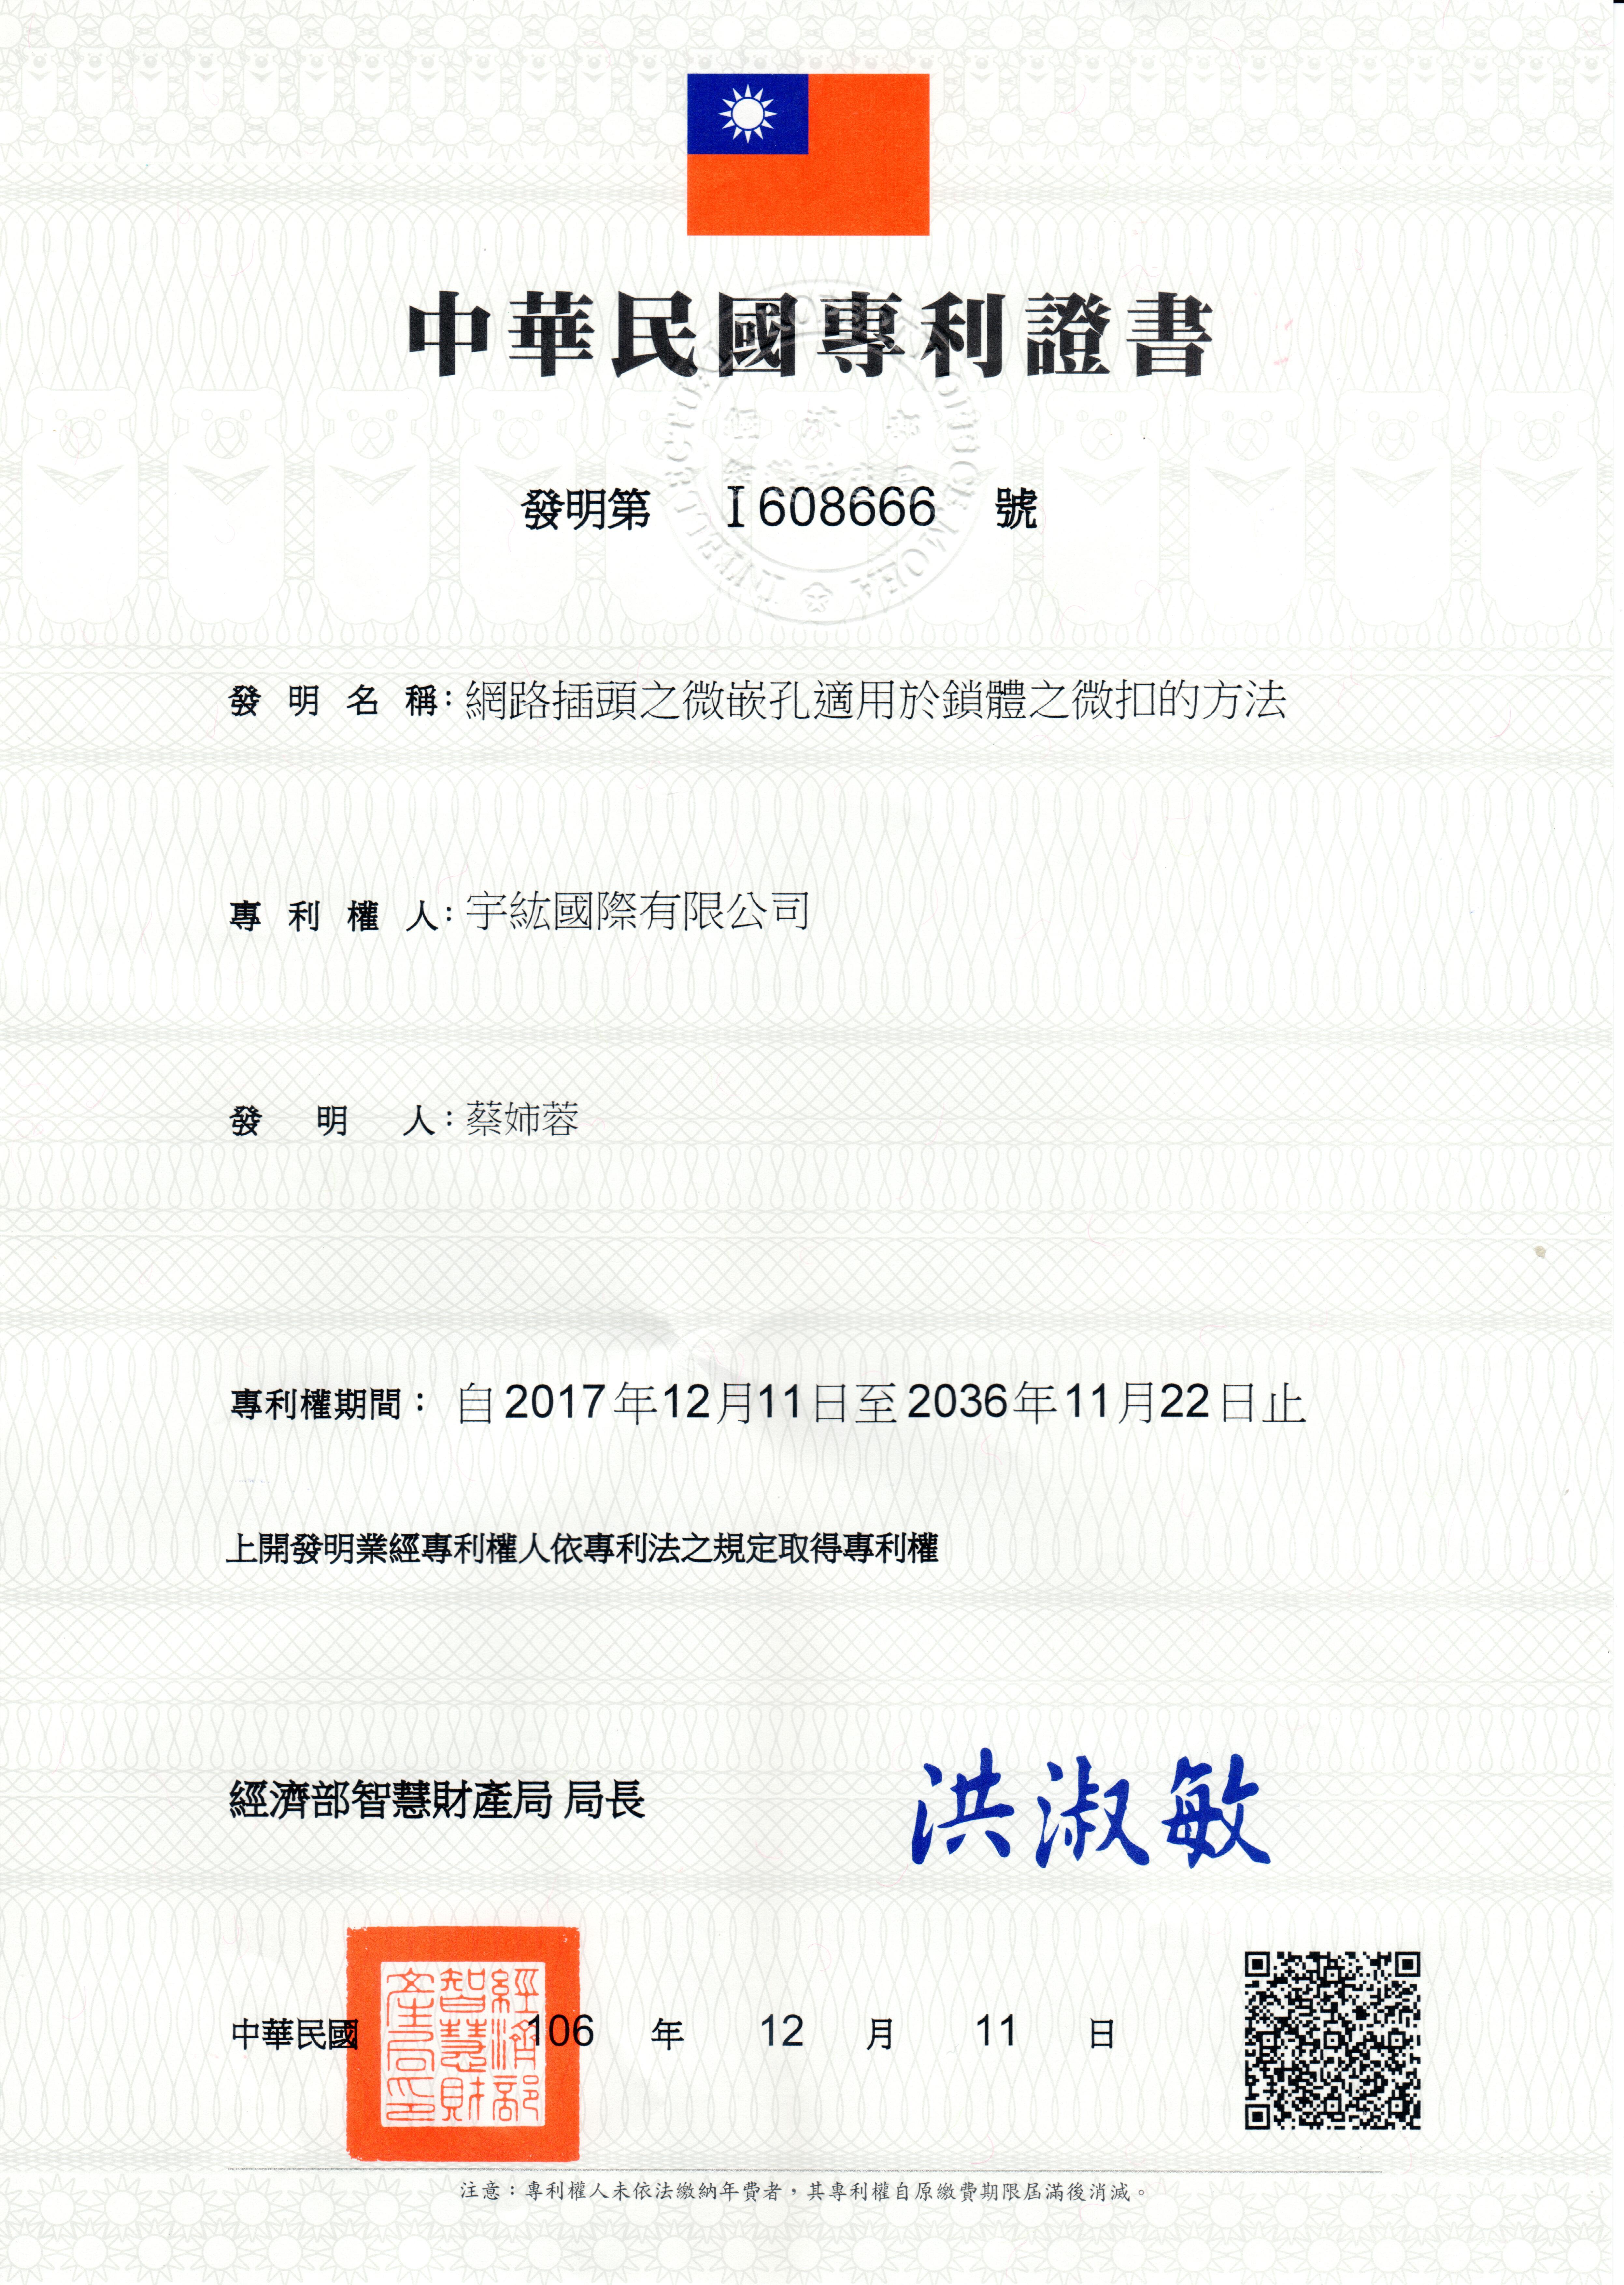 中華民國專利證書
發明第 I608666 號
發明名稱：網路插頭之微嵌孔適用於鎖體之微扣的方法
專利權人：宇紘國際有限公司
發明人：蔡姉蓉
專利權期間： 自2017年12月11日至2036年11月22日止
上開發明業經專利權人依專利法之規定取得專利權
經濟部智慧財產局 局長 洪淑敏
中華民國 106 年 12 月 11 日
經濟部智慧財產局印
注意：專利權人未依法繳納年費者，其專利權自原繳費期限屆滿後消滅。